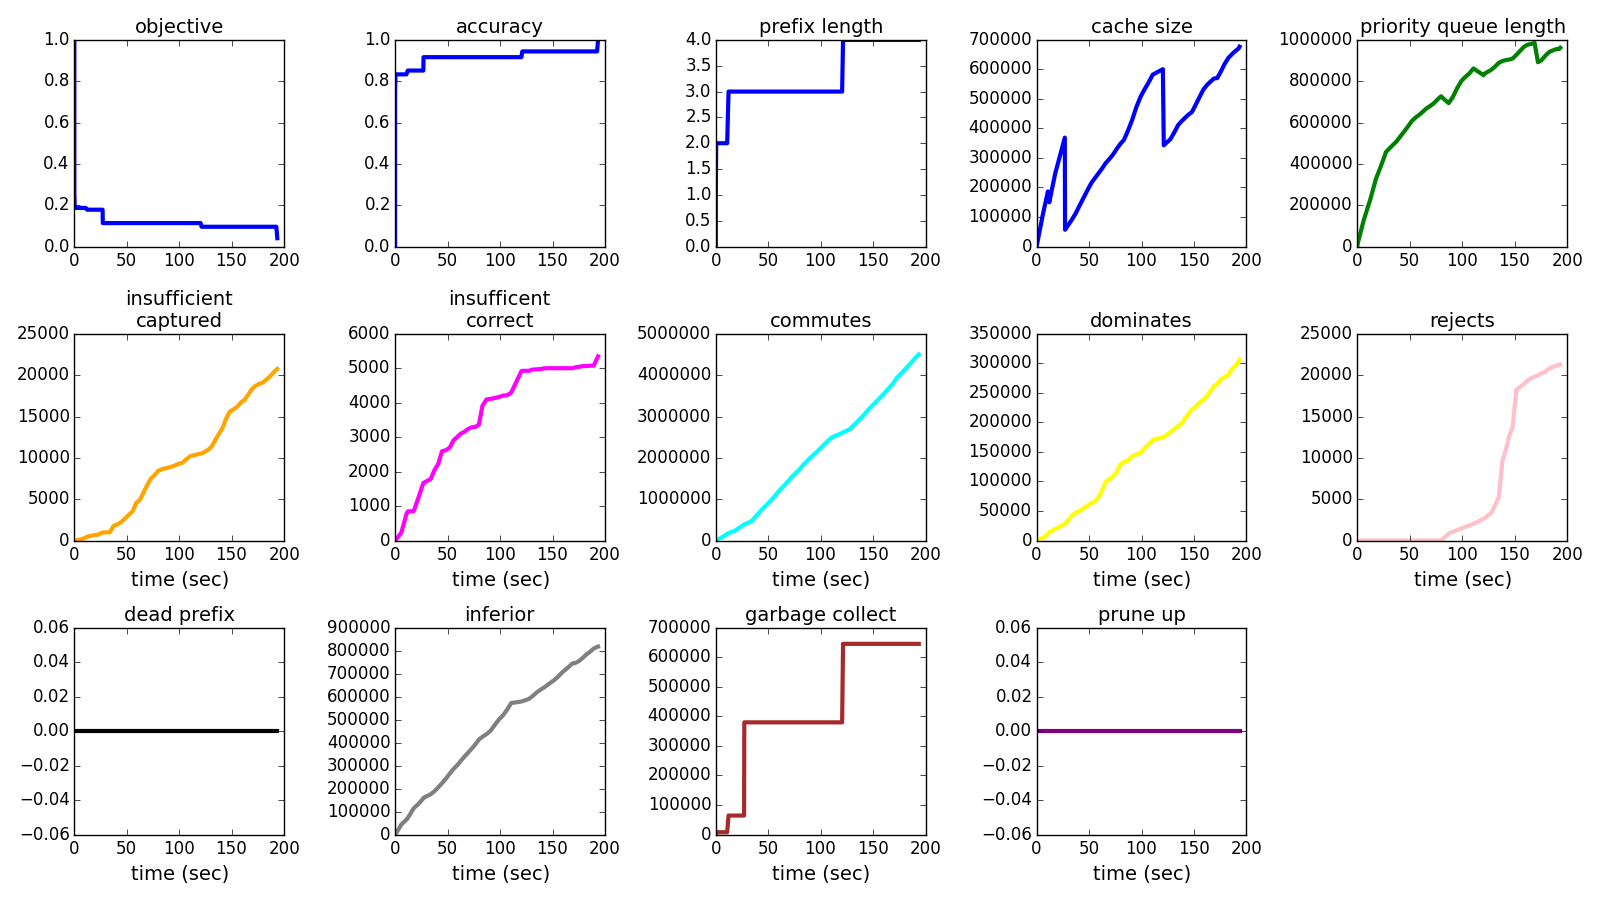 objective
accuracy
prefix length
cache size
priority queue length
1.0
0.8
0.6
0.4
0.2
0.0
0 50 100 150 200
1.0
0.8
0.6
0.4
0.2
0.0
0 50 100 150 200
4.0
3.5
3.0
2.5
2.0
1.5
1.0
0.5
0.0
0 50 100 150 200
700000
600000
500000
400000
300000
200000
100000
0
0 50 100 150 200
1000000
800000
600000
400000
200000
0
0 50 100 150 200
insufficient
captured
25000
20000
15000
10000
5000
0
0 50 100 150 200
time (sec)
insufficent
correct
6000
5000
4000
3000
2000
1000
0
0 50 100 150 200
time (sec)
commutes
5000000
4000000
3000000
2000000
1000000
0
0 50 100 150 200
time (sec)
dominates
350000
300000
250000
200000
150000
100000
50000
0
0 50 100 150 200
time (sec)
rejects
25000
20000
15000
10000
5000
0
0 50 100 150 200
time (sec)
dead prefix
0.06
0.04
0.02
0.00
−0.02
−0.04
−0.06
0 50 100 150 200
time (sec)
inferior
900000
800000
700000
600000
500000
400000
300000
200000
100000
0
0 50 100 150 200
time (sec)
garbage collect
700000
600000
500000
400000
300000
200000
100000
0
0 50 100 150 200
time (sec)
prune up
0.06
0.04
0.02
0.00
−0.02
−0.04
−0.06
0 50 100 150 200
time (sec)